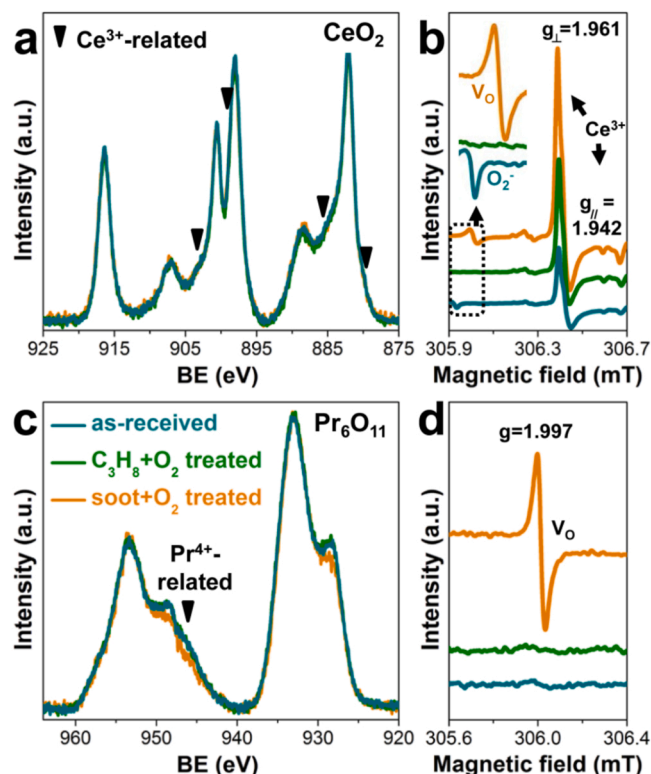 a
Ce³⁺-related
CeO₂
Intensity (a.u.)
925 915 905 895 885 875
BE (eV)
b
g⊥=1.961
V_O
Ce³⁺
O₂⁻
g// =
1.942
Intensity (a.u.)
305.9 306.3 306.7
Magnetic field (mT)
c
as-received
Pr₆O₁₁
C₃H₈+O₂ treated
soot+O₂ treated
Pr⁴⁺-
related
Intensity (a.u.)
960 950 940 930 920
BE (eV)
d
g=1.997
V_O
Intensity (a.u.)
305.6 306.0 306.4
Magnetic field (mT)